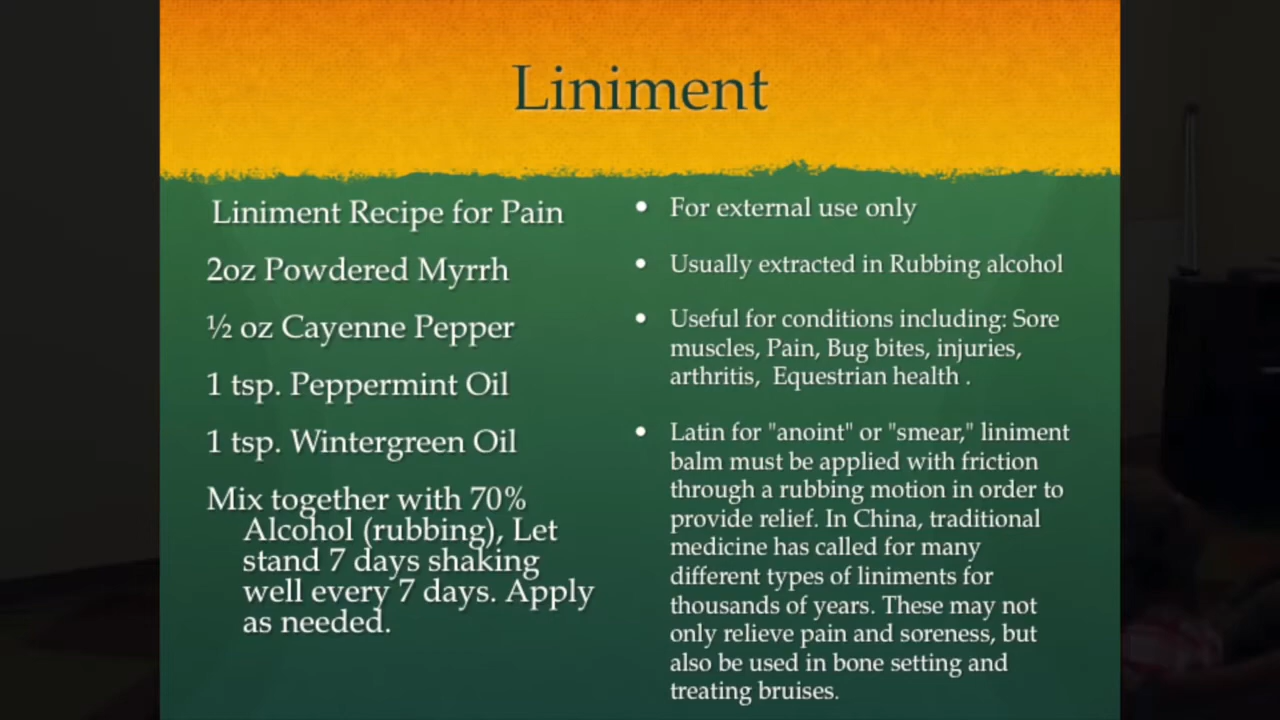 Liniment
Liniment Recipe for Pain
2oz Powdered Myrrh
½ oz Cayenne Pepper
1 tsp. Peppermint Oil
1 tsp. Wintergreen Oil
Mix together with 70%
Alcohol (rubbing), Let
stand 7 days shaking
well every 7 days. Apply
as needed.
• For external use only
• Usually extracted in Rubbing alcohol
• Useful for conditions including: Sore
muscles, Pain, Bug bites, injuries,
arthritis, Equestrian health .
• Latin for "anoint" or "smear," liniment
balm must be applied with friction
through a rubbing motion in order to
provide relief. In China, traditional
medicine has called for many
different types of liniments for
thousands of years. These may not
only relieve pain and soreness, but
also be used in bone setting and
treating bruises.